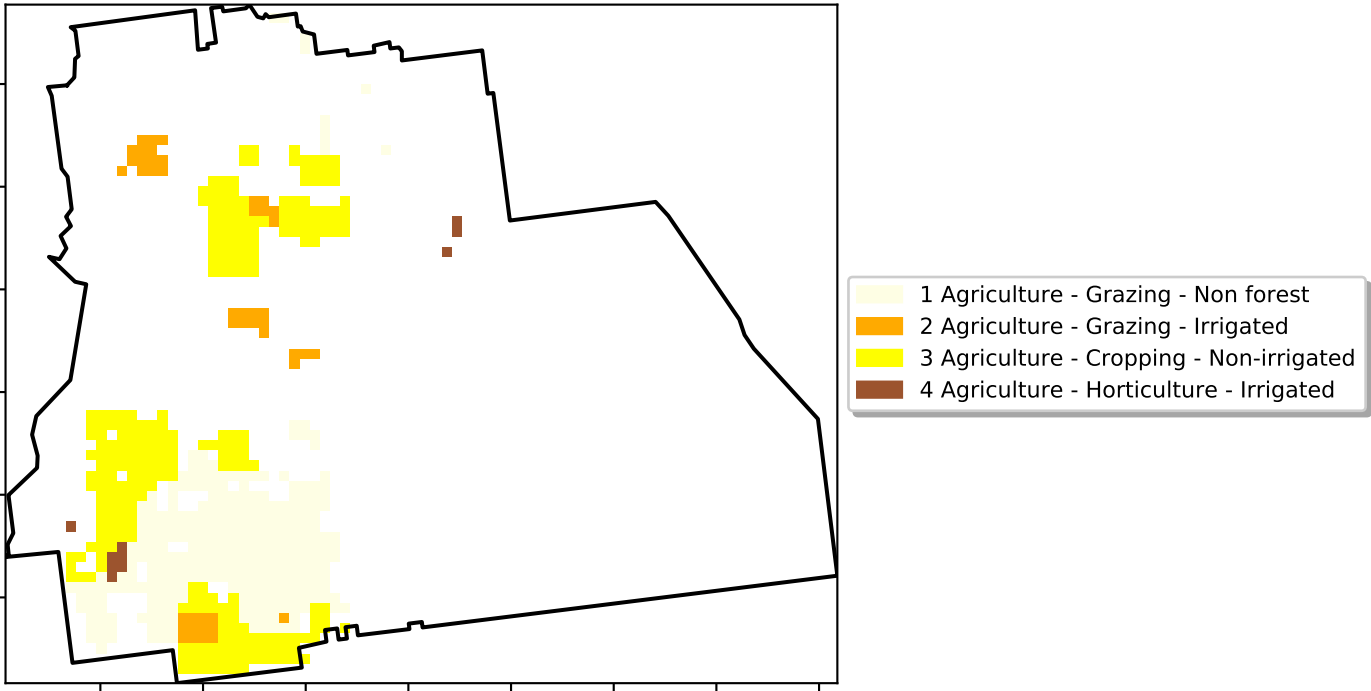 1 Agriculture - Grazing - Non forest
2 Agriculture - Grazing - Irrigated
3 Agriculture - Cropping - Non-irrigated
4 Agriculture - Horticulture - Irrigated